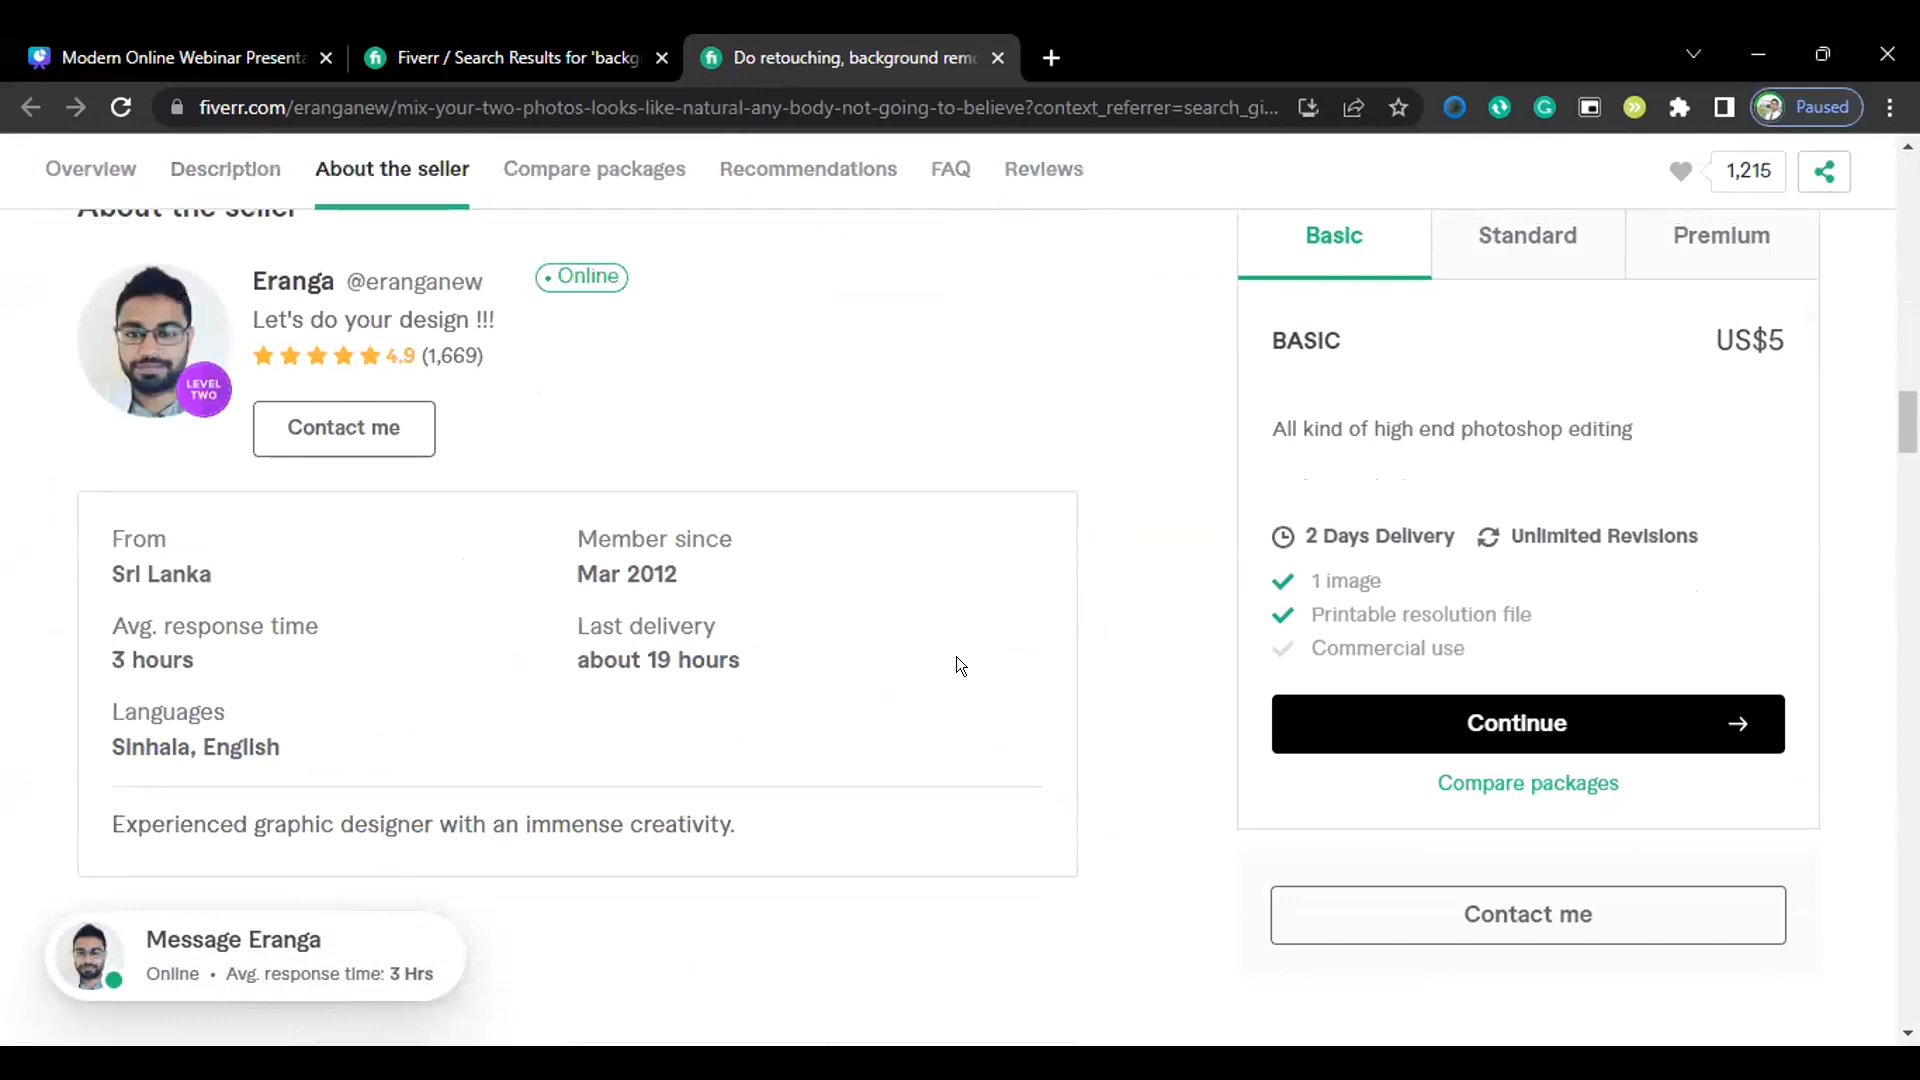 Modern Online Webinar Presenta
Fiverr / Search Results for 'backg
Do retouching, background rem
fiverr.com/eranganew/mix-your-two-photos-looks-like-natural-any-body-not-going-to-believe?context_referrer=search_gi...
Paused
Overview
Description
About the seller
Compare packages
Recommendations
FAQ
Reviews
1,215
About the seller
Eranga @eranganew
• Online
Let's do your design !!!
4.9 (1,669)
LEVEL
TWO
Contact me
From
Sri Lanka
Member since
Mar 2012
Avg. response time
3 hours
Last delivery
about 19 hours
Languages
Sinhala, English
Experienced graphic designer with an immense creativity.
Message Eranga
Online • Avg. response time: 3 Hrs
Basic
Standard
Premium
BASIC
US$5
All kind of high end photoshop editing
2 Days Delivery
Unlimited Revisions
1 image
Printable resolution file
Commercial use
Continue
Compare packages
Contact me